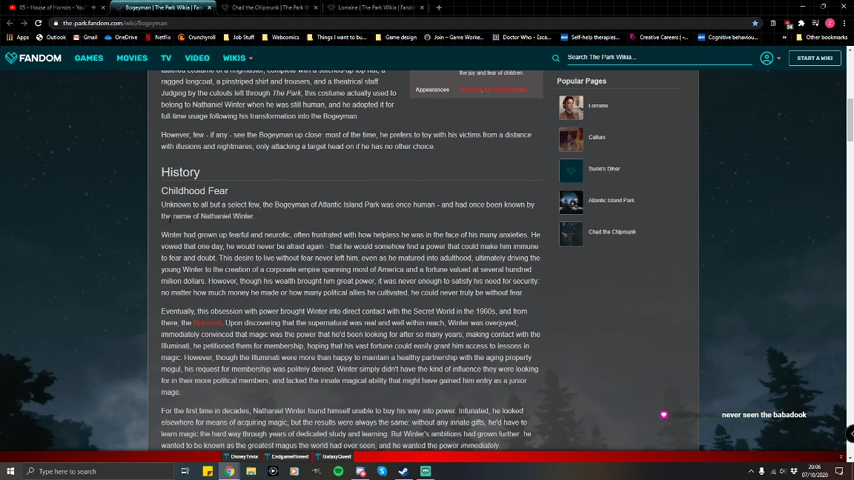 05 - House of Horrors - YouT
Bogeyman | The Park Wikia | Fand
Chad the Chipmunk | The Park W
Lorraine | The Park Wikia | Fando
the-park.fandom.com/wiki/Bogeyman
Apps
Outlook
Gmail
OneDrive
Netflix
Crunchyroll
Job Stuff
Wordcounter
Things I want to bu...
Game design
Join – Game Worke...
Doctor Who - Esca...
Self-help therapies...
Creative Careers |...
Cognitive behaviou...
Other bookmarks
FANDOM
GAMES
MOVIES
TV
VIDEO
WIKIS
Search The Park Wikia...
START A WIKI
tattered costume of a ringmaster, complete with a stitched-up top hat, a
ragged longcoat, a pinstriped shirt and trousers, and a theatrical staff.
Judging by the cutouts left through The Park, this costume actually used to
belong to Nathaniel Winter when he was still human, and he adopted it for
full-time usage following his transformation into the Bogeyman.
the joy and fear of children.
Appearances
However, few - if any - see the Bogeyman up close: most of the time, he prefers to toy with his victims from a distance
with illusions and nightmares, only attacking a target head on if he has no other choice.
History
Childhood Fear
Unknown to all but a select few, the Bogeyman of Atlantic Island Park was once human - and had once been known by
the name of Nathaniel Winter.
Winter had grown up fearful and neurotic, often frustrated with how helpless he was in the face of his many anxieties. He
vowed that one day, he would never be afraid again - that he would somehow find a power that could make him immune
to fear and doubt. This desire to live without fear never left him, even as he matured into adulthood, ultimately driving the
young Winter to the creation of a corporate empire spanning most of America and a fortune valued at several hundred
million dollars. However, though his wealth brought him great power, it was never enough to satisfy his need for security:
no matter how much money he made or how many political allies he cultivated, he could never truly be without fear.
Eventually, this obsession with power brought Winter into direct contact with the Secret World in the 1960s, and from
there, the Illuminati. Upon discovering that the supernatural was real and well within reach, Winter was overjoyed,
immediately convinced that magic was the power that he'd been looking for after so many years; making contact with the
Illuminati, he petitioned them for membership, hoping that his vast fortune could easily grant him access to lessons in
magic. However, though the Illuminati were more than happy to maintain a healthy partnership with the aging property
mogul, his request for membership was politely denied: Winter simply didn't have the kind of influence they were looking
for in their more political members, and lacked the innate magical ability that might have gained him entry as a junior
mage.
For the first time in decades, Nathaniel Winter found himself unable to buy his way into power. Infuriated, he looked
elsewhere for means of acquiring magic, but the results were always the same: without any innate gifts, he'd have to
learn magic the hard way through years of dedicated study and learning. But Winter's ambitions had grown further: he
wanted to be known as the greatest magus the world had ever seen, and he wanted the power immediately.
Popular Pages
Lorraine
Callum
Susie's Diner
Atlantic Island Park
Chad the Chipmunk
never seen the babadook
DisneyTrivia
EndgameHonest
GalaxyQuest
Type here to search
20:06
07/10/2020